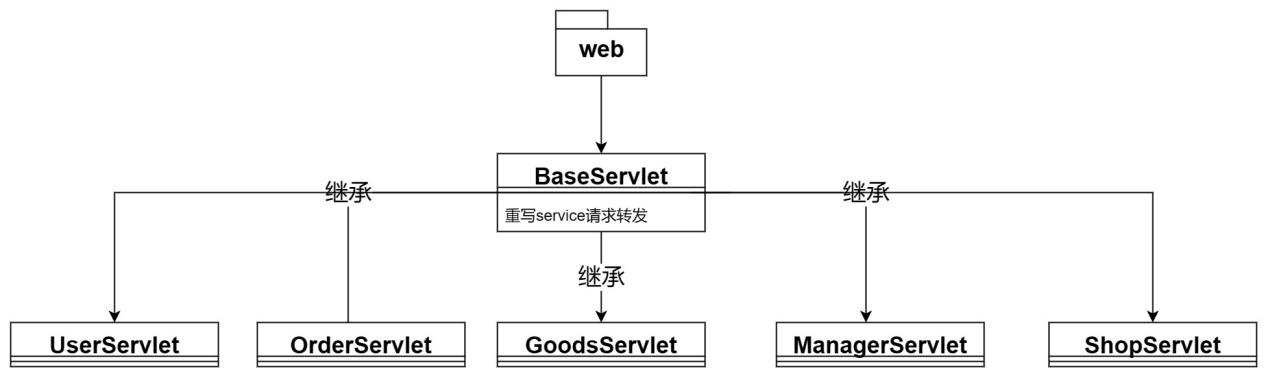 web
BaseServlet
继承
继承
重写service请求转发
继承
UserServlet
OrderServlet
GoodsServlet
ManagerServlet
ShopServlet